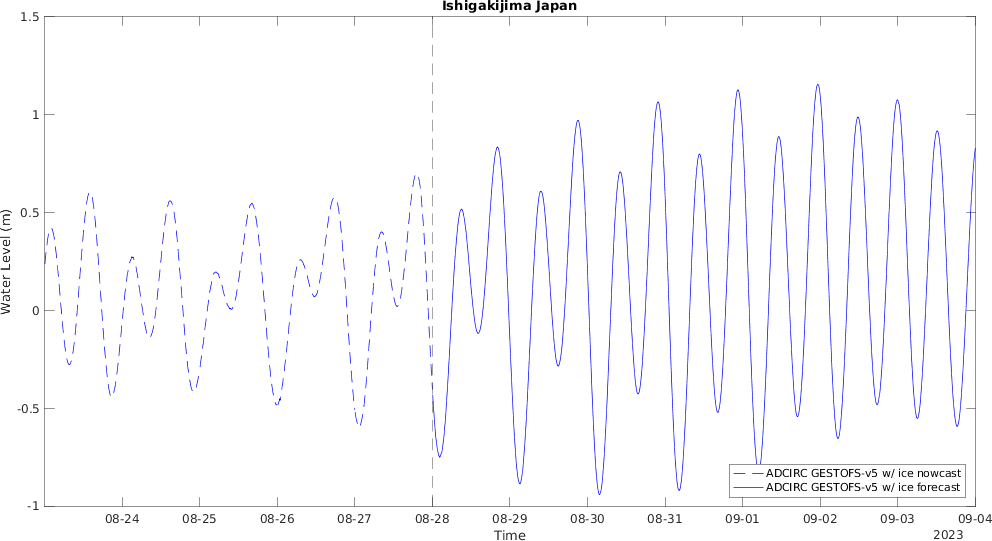 Ishigakijima Japan
1.5
1
0.5
0
-0.5
-1
Water Level (m)
08-24 08-25 08-26 08-27 08-28 08-29 08-30 08-31 09-01 09-02 09-03 09-04
Time
2023
ADCIRC GESTOFS-v5 w/ ice nowcast
ADCIRC GESTOFS-v5 w/ ice forecast